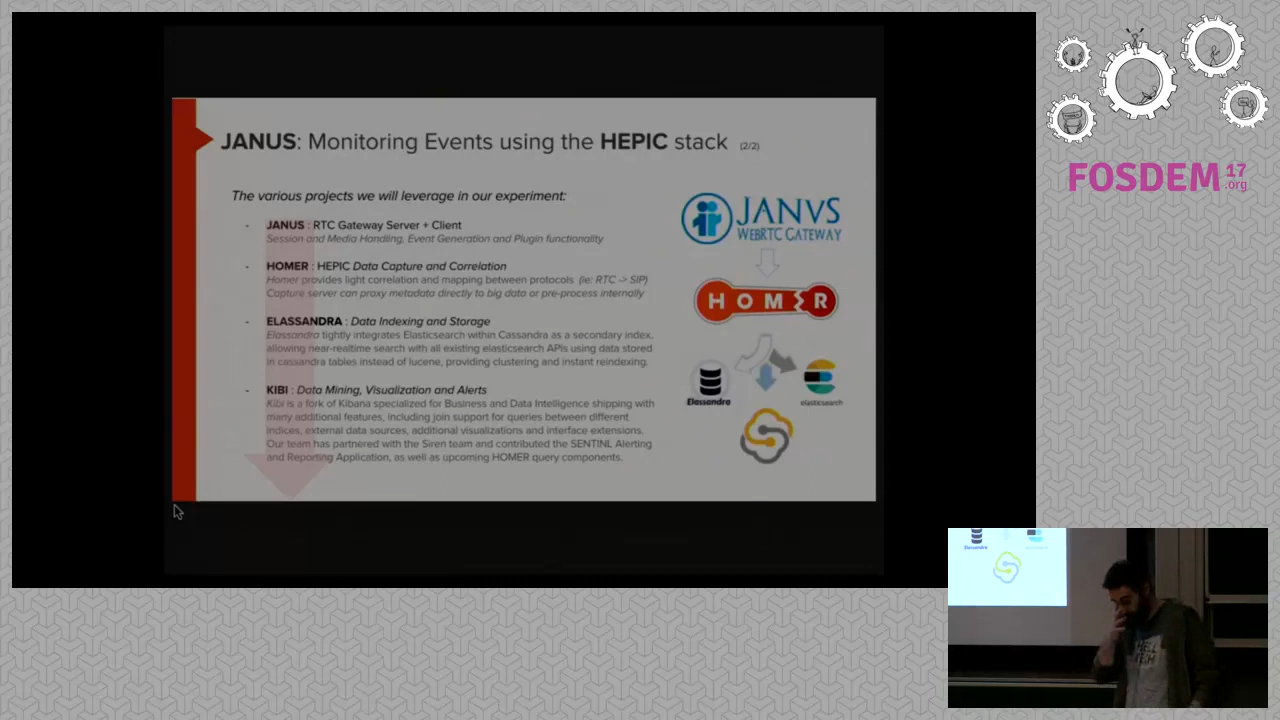 JANUS: Monitoring Events using the HEPIC stack (2/2)
The various projects we will leverage in our experiment:
- JANUS : RTC Gateway Server + Client
Session and Media Handling, Event Generation and Plugin functionality
- HOMER : HEPIC Data Capture and Correlation
Homer provides light correlation and mapping between protocols (ie: RTC -> SIP)
Capture server can proxy metadata directly to big data or pre-process internally
- ELASSANDRA : Data Indexing and Storage
Elassandra tightly integrates Elasticsearch within Cassandra as a secondary index,
allowing near-realtime search with all existing elasticsearch APIs using data stored
in cassandra tables instead of lucene, providing clustering and instant reindexing.
- KIBI : Data Mining, Visualization and Alerts
Kibi is a fork of Kibana specialized for Business and Data Intelligence shipping with
many additional features, including join support for queries between different
indices, external data sources, additional visualizations and interface extensions.
Our team has partnered with the Siren team and contributed the SENTINL Alerting
and Reporting Application, as well as upcoming HOMER query components.
JANVS
WEBRTC GATEWAY
HOMER
Elassandra
elasticsearch
FOSDEM 17
.org
Elassandra